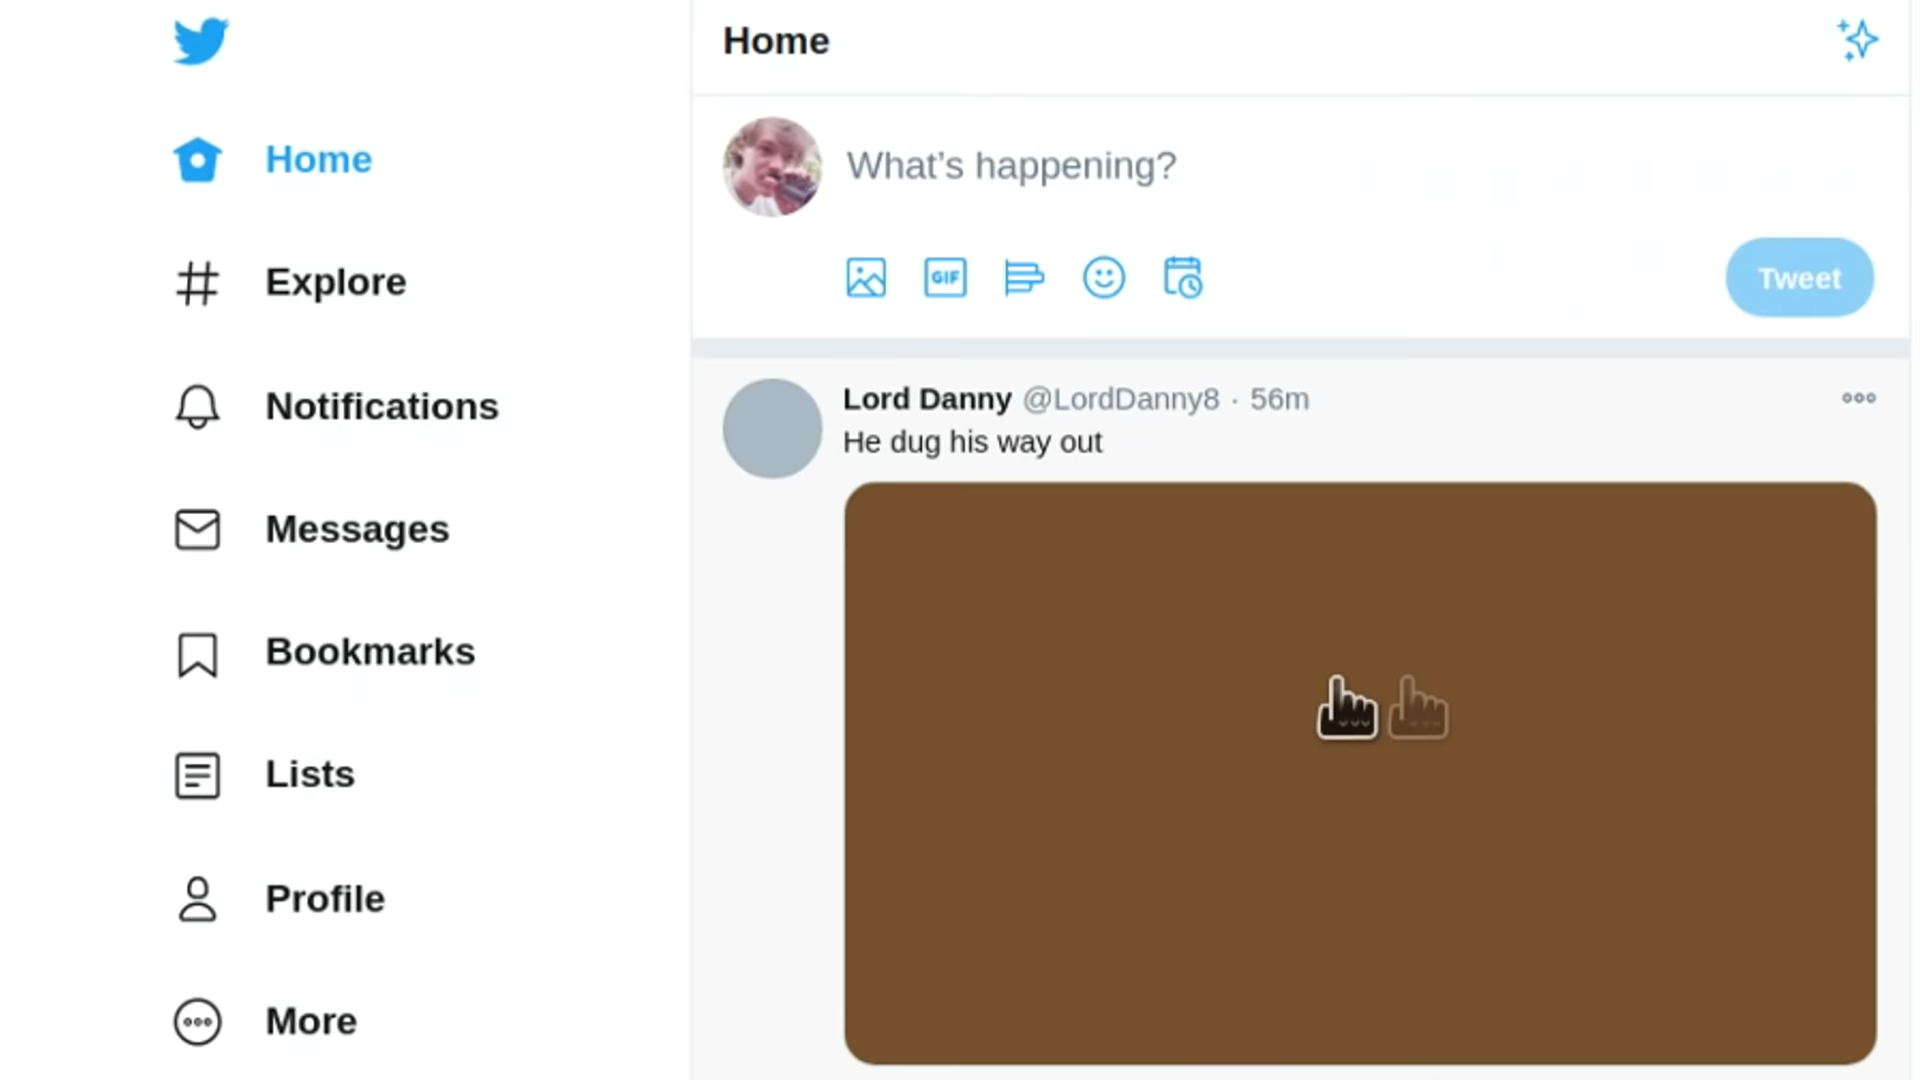 Home
Explore
Notifications
Messages
Bookmarks
Lists
Profile
More
Home
What's happening?
GIF
Tweet
Lord Danny @LordDanny8 · 56m
He dug his way out